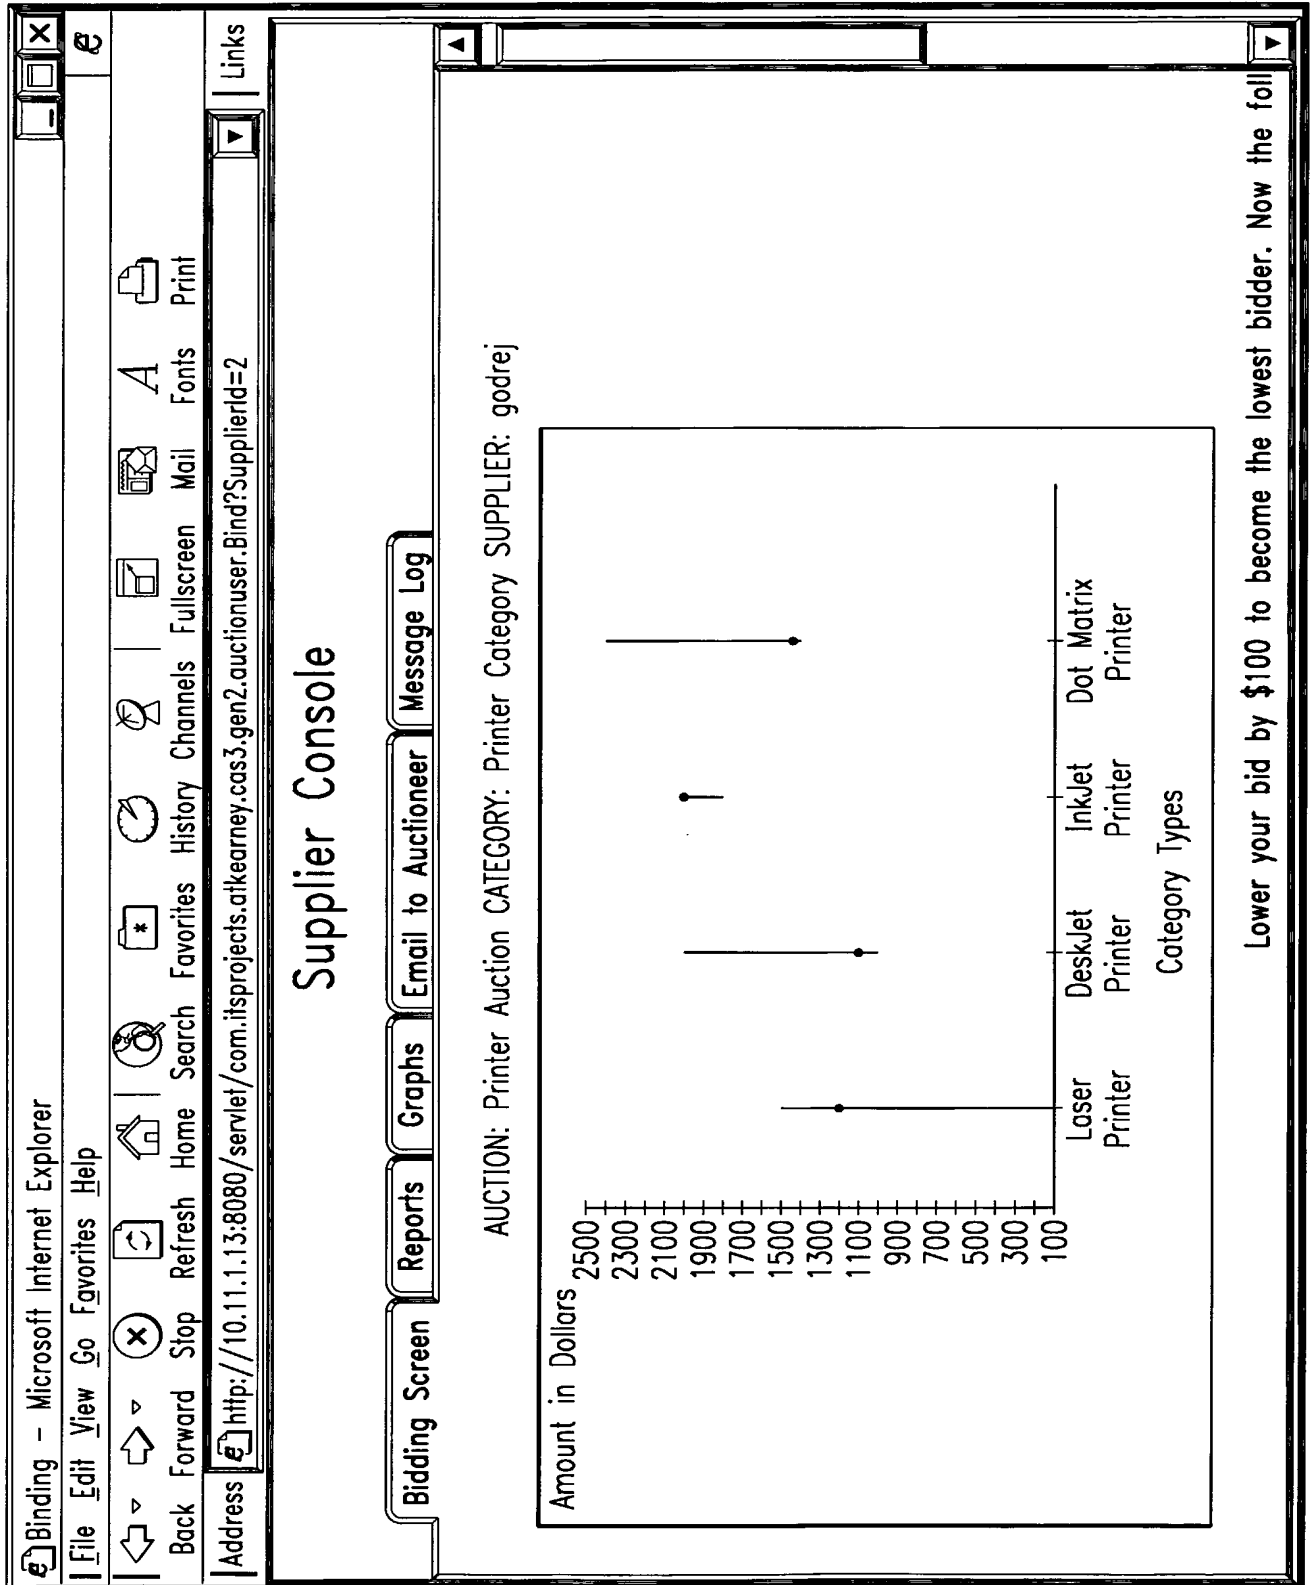 Binding – Microsoft Internet Explorer
File Edit View Go Favorites Help
Back Forward Stop Refresh Home Search Favorites History Channels Fullscreen Mail Fonts Print
Address http://10.11.1.13:8080/servlet/com.itsprojects.atkearney.cas3.gen2.auctionuser.Bind?SupplierId=2 Links
Supplier Console
Bidding Screen Reports Graphs Email to Auctioneer Message Log
AUCTION: Printer Auction CATEGORY: Printer Category SUPPLIER: godrej
Amount in Dollars
2500
2300
2100
1900
1700
1500
1300
1100
900
700
500
300
100
Laser Printer
DeskJet Printer
InkJet Printer
Dot Matrix Printer
Category Types
Lower your bid by $100 to become the lowest bidder. Now the foll